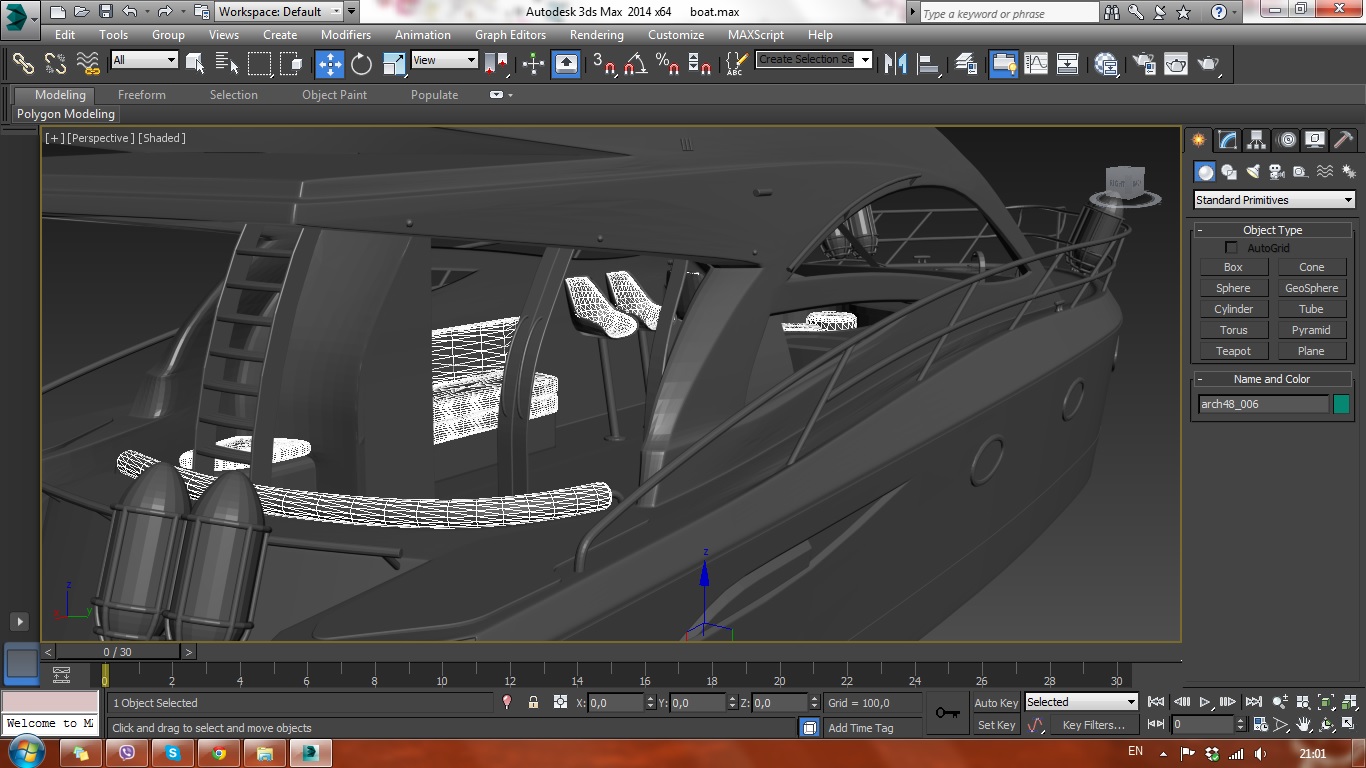 Workspace: Default
Autodesk 3ds Max 2014 x64 boat.max
Type a keyword or phrase
Edit Tools Group Views Create Modifiers Animation Graph Editors Rendering Customize MAXScript Help
All View Create Selection Se
Modeling Freeform Selection Object Paint Populate
Polygon Modeling
[+] [Perspective] [Shaded]
Standard Primitives
- Object Type
AutoGrid
Box Cone
Sphere GeoSphere
Cylinder Tube
Torus Pyramid
Teapot Plane
- Name and Color
arch48_006
z
z
y
< 0 / 30 >
0 2 4 6 8 10 12 14 16 18 20 22 24 26 28 30
1 Object Selected X: 0,0 Y: 0,0 Z: 0,0 Grid = 100,0 Auto Key Selected
Welcome to M
Click and drag to select and move objects Add Time Tag Set Key Key Filters... 0
EN 21:01